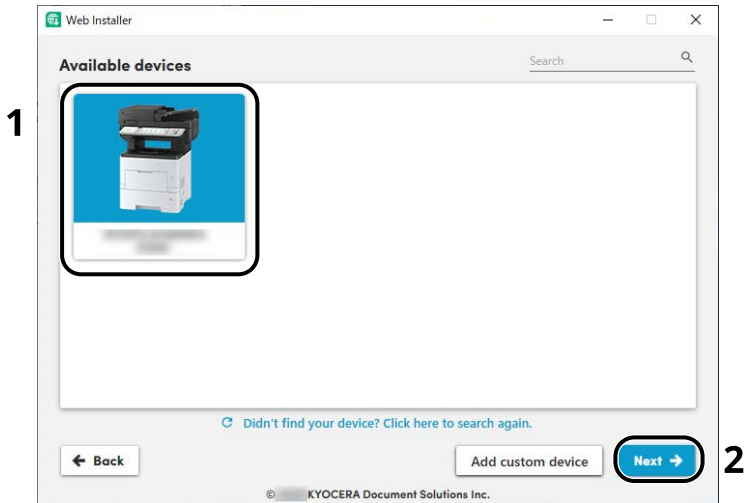 Web Installer
Available devices
Search
1
Didn't find your device? Click here to search again.
Back
Add custom device
Next
2
© KYOCERA Document Solutions Inc.